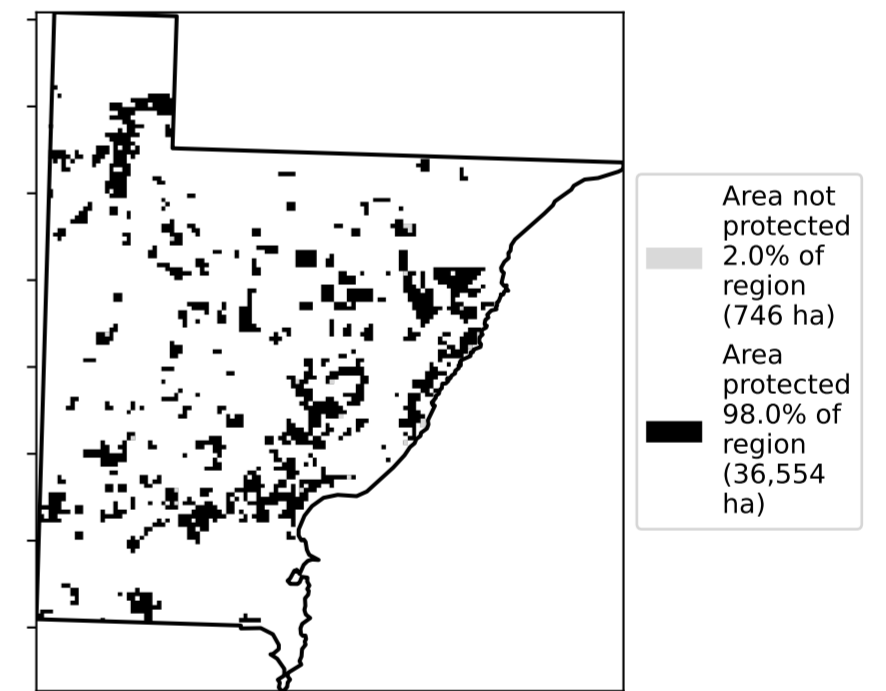 Area not
protected
2.0% of
region
(746 ha)
Area
protected
98.0% of
region
(36,554
ha)